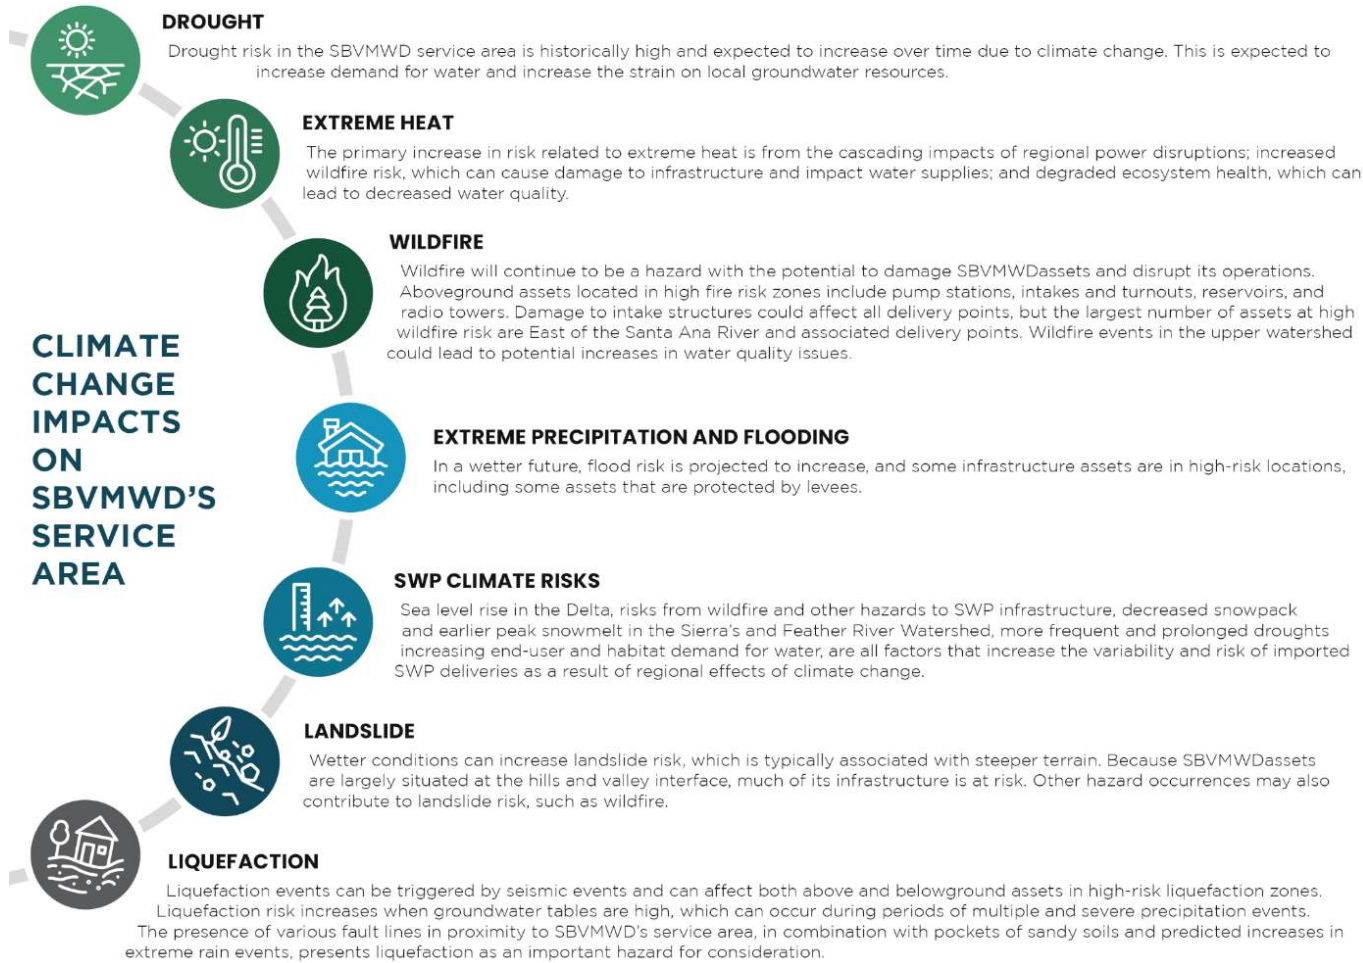 DROUGHT
Drought risk in the SBVMWD service area is historically high and expected to increase over time due to climate change. This is expected to
increase demand for water and increase the strain on local groundwater resources.
EXTREME HEAT
The primary increase in risk related to extreme heat is from the cascading impacts of regional power disruptions; increased
wildfire risk, which can cause damage to infrastructure and impact water supplies; and degraded ecosystem health, which can
lead to decreased water quality.
WILDFIRE
Wildfire will continue to be a hazard with the potential to damage SBVMWDassets and disrupt its operations.
Aboveground assets located in high fire risk zones include pump stations, intakes and turnouts, reservoirs, and
radio towers. Damage to intake structures could affect all delivery points, but the largest number of assets at high
wildfire risk are East of the Santa Ana River and associated delivery points. Wildfire events in the upper watershed
could lead to potential increases in water quality issues.
CLIMATE
CHANGE
IMPACTS
ON
SBVMWD'S
SERVICE
AREA
EXTREME PRECIPITATION AND FLOODING
In a wetter future, flood risk is projected to increase, and some infrastructure assets are in high-risk locations,
including some assets that are protected by levees.
SWP CLIMATE RISKS
Sea level rise in the Delta, risks from wildfire and other hazards to SWP infrastructure, decreased snowpack
and earlier peak snowmelt in the Sierra's and Feather River Watershed, more frequent and prolonged droughts
increasing end-user and habitat demand for water, are all factors that increase the variability and risk of imported
SWP deliveries as a result of regional effects of climate change.
LANDSLIDE
Wetter conditions can increase landslide risk, which is typically associated with steeper terrain. Because SBVMWDassets
are largely situated at the hills and valley interface, much of its infrastructure is at risk. Other hazard occurrences may also
contribute to landslide risk, such as wildfire.
LIQUEFACTION
Liquefaction events can be triggered by seismic events and can affect both above and belowground assets in high-risk liquefaction zones.
Liquefaction risk increases when groundwater tables are high, which can occur during periods of multiple and severe precipitation events.
The presence of various fault lines in proximity to SBVMWD's service area, in combination with pockets of sandy soils and predicted increases in
extreme rain events, presents liquefaction as an important hazard for consideration.